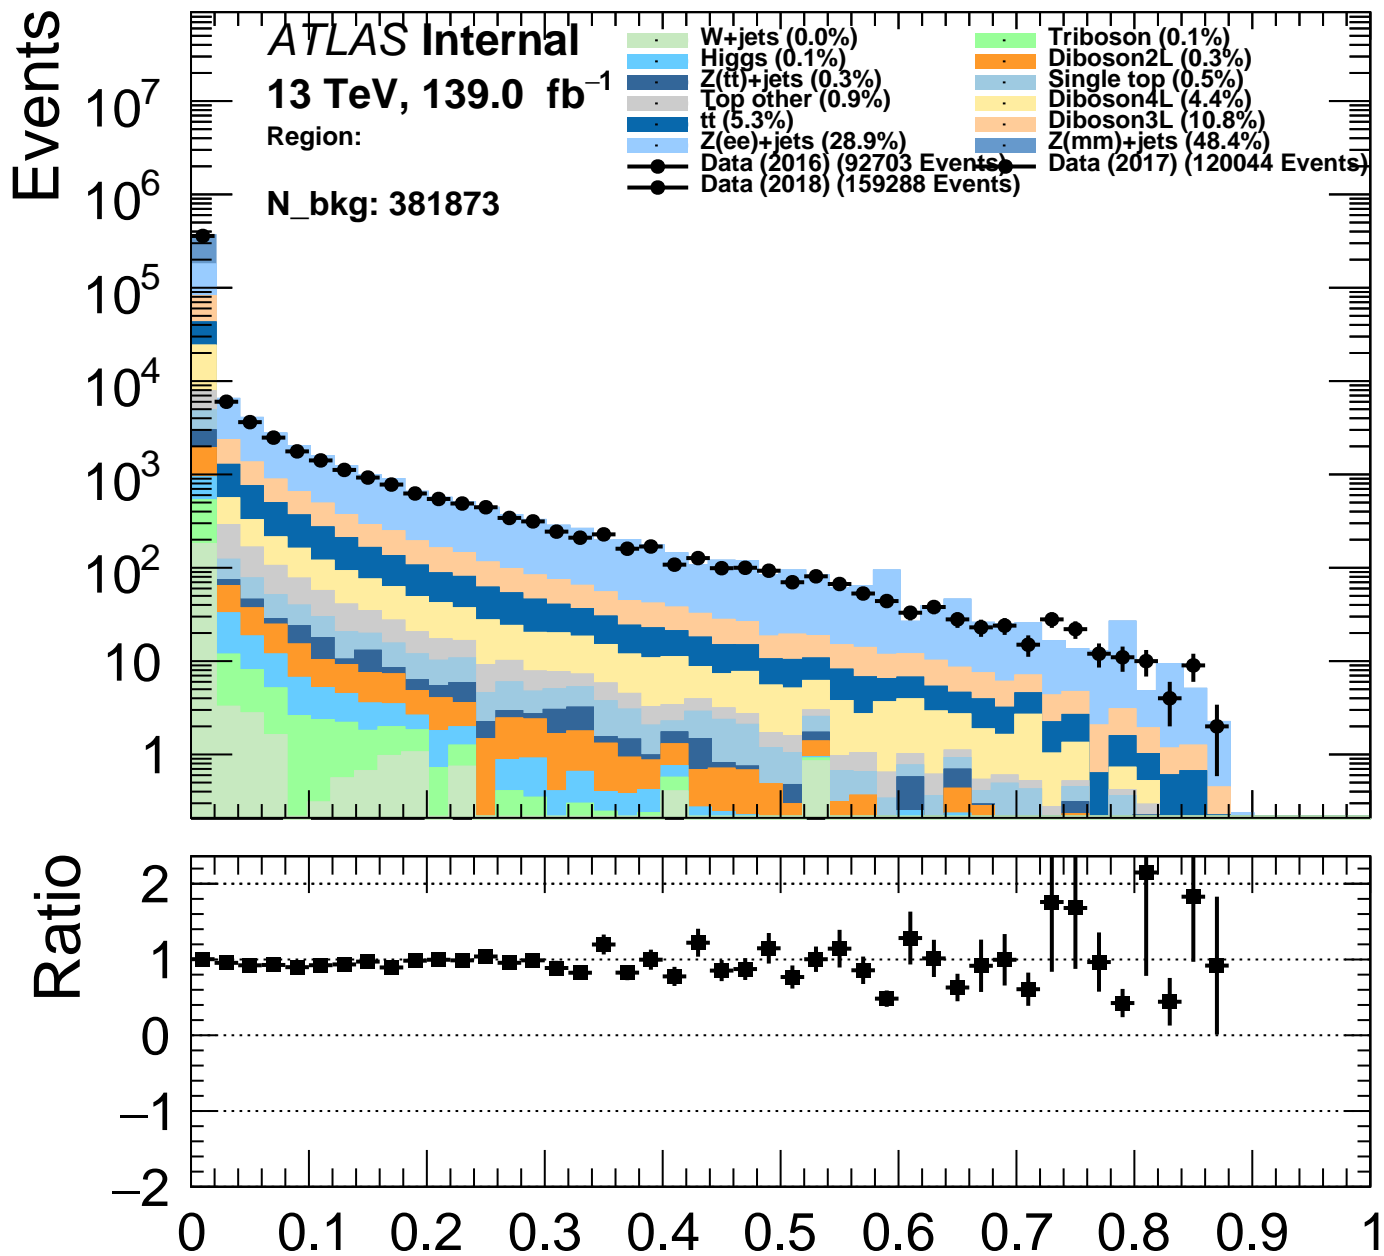 Events
ATLAS Internal
13 TeV, 139.0 fb⁻¹
Region:
N_bkg: 381873
W+jets (0.0%)
Higgs (0.1%)
Z(tt)+jets (0.3%)
Top other (0.9%)
tt̄ (5.3%)
Z(ee)+jets (28.9%)
Data (2016) (92703 Events)
Data (2018) (159288 Events)
Triboson (0.1%)
Diboson2L (0.3%)
Single top (0.5%)
Diboson4L (4.4%)
Diboson3L (10.8%)
Z(mm)+jets (48.4%)
Data (2017) (120044 Events)
10⁷
10⁶
10⁵
10⁴
10³
10²
10
1
Ratio
2
1
0
−1
−2
0 0.1 0.2 0.3 0.4 0.5 0.6 0.7 0.8 0.9 1